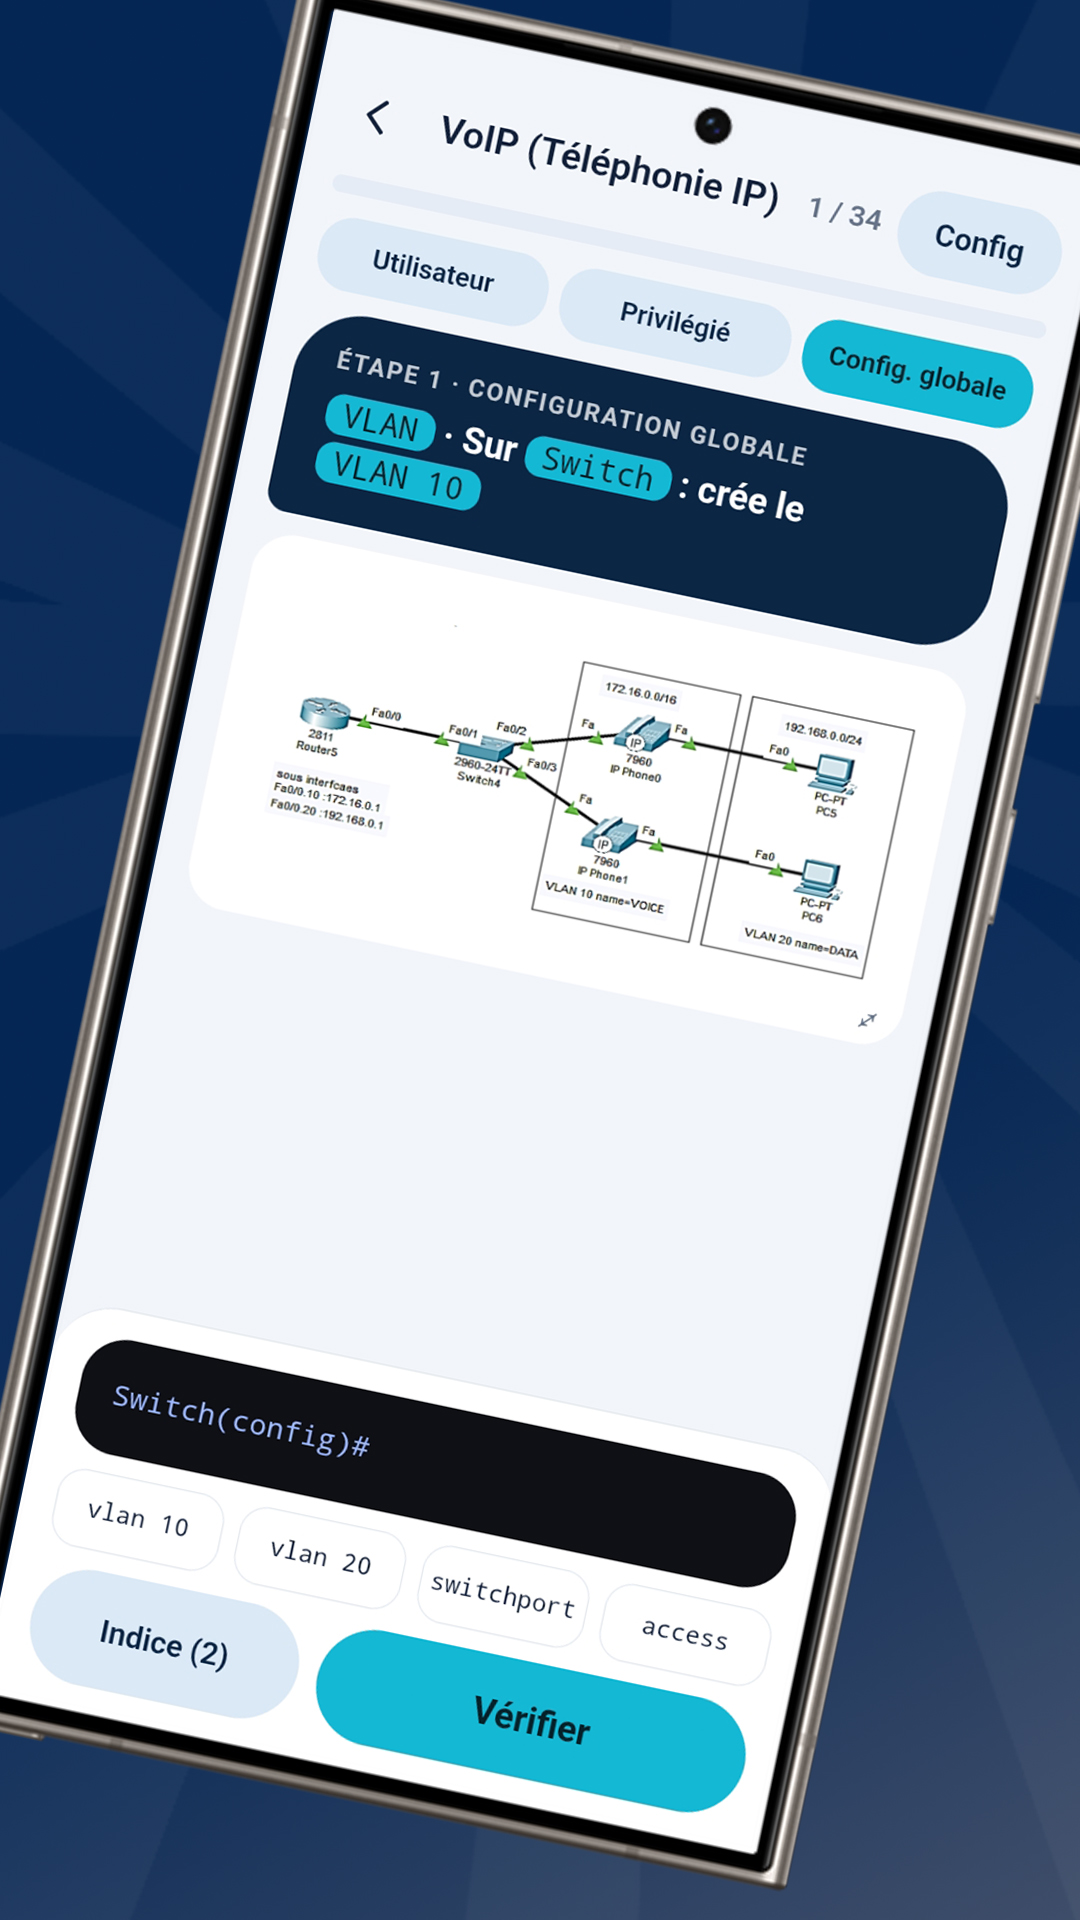 VoIP (Téléphonie IP)
1 / 34
Config
Utilisateur
Privilégié
Config. globale
ÉTAPE 1 · CONFIGURATION GLOBALE
VLAN · Sur Switch : crée le
VLAN 10
172.16.0.0/16
192.168.0.0/24
Fa0/0
Fa0/1
Fa0/2
Fa0/3
Fa
Fa
Fa0
2811
Router5
2960-24TT
Switch4
7960
IP Phone0
PC-PT
PC5
sous interfcaes
Fa0/0.10 :172.16.0.1
Fa0/0.20 :192.168.0.1
Fa
Fa
Fa0
IP
IP
7960
IP Phone1
PC-PT
PC6
VLAN 10 name=VOICE
VLAN 20 name=DATA
Switch(config)#
vlan 10
vlan 20
switchport
access
Indice (2)
Vérifier